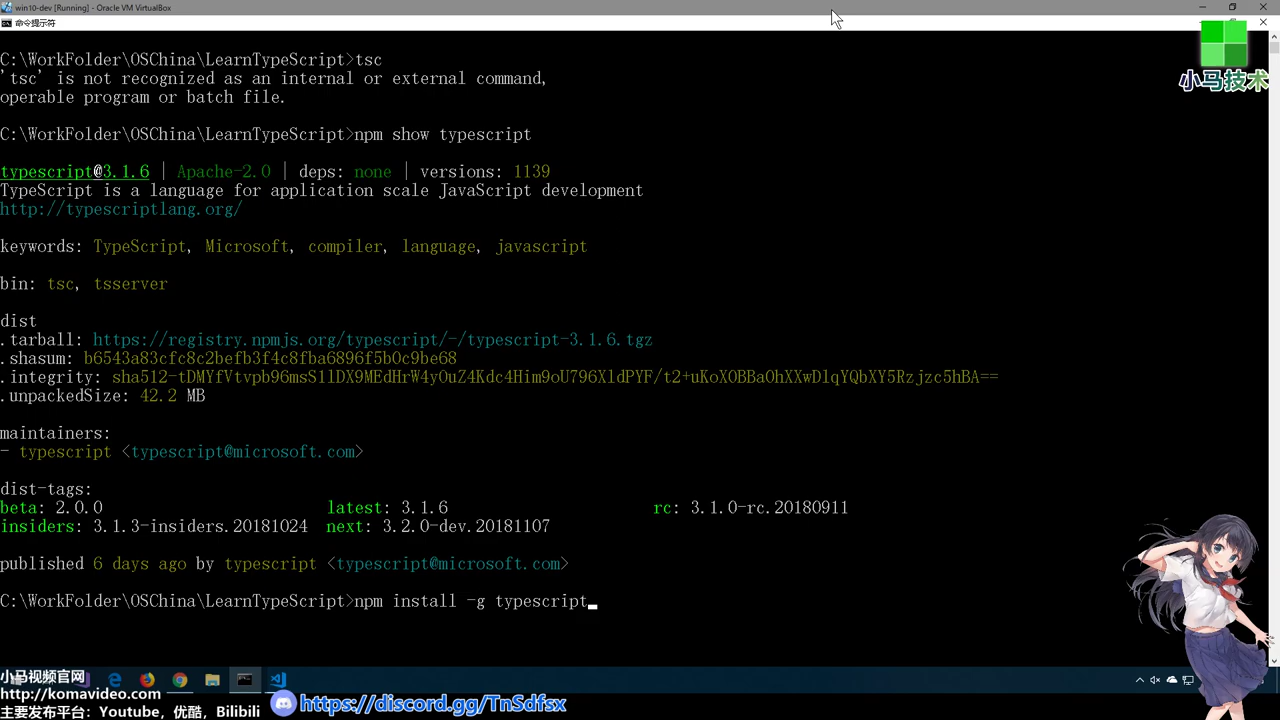 win10-dev [Running] - Oracle VM VirtualBox
命令提示符
小马技术
C:\WorkFolder\OSChina\LearnTypeScript>tsc
'tsc' is not recognized as an internal or external command,
operable program or batch file.
C:\WorkFolder\OSChina\LearnTypeScript>npm show typescript
typescript@3.1.6 | Apache-2.0 | deps: none | versions: 1139
TypeScript is a language for application scale JavaScript development
http://typescriptlang.org/
keywords: TypeScript, Microsoft, compiler, language, javascript
bin: tsc, tsserver
dist
.tarball: https://registry.npmjs.org/typescript/-/typescript-3.1.6.tgz
.shasum: b6543a83cfc8c2befb3f4c8fba6896f5b0c9be68
.integrity: sha512-tDMYfVtvpb96msS1lDX9MEdHrW4yOuZ4Kdc4Him9oU796XldPYF/t2+uKoXOBBaOhXXwDlqYQbXY5Rzjzc5hBA==
.unpackedSize: 42.2 MB
maintainers:
- typescript <typescript@microsoft.com>
dist-tags:
beta: 2.0.0 latest: 3.1.6 rc: 3.1.0-rc.20180911
insiders: 3.1.3-insiders.20181024 next: 3.2.0-dev.20181107
published 6 days ago by typescript <typescript@microsoft.com>
C:\WorkFolder\OSChina\LearnTypeScript>npm install -g typescript
小马视频官网
http://komavideo.com
主要发布平台：Youtube，优酷，Bilibili
https://discord.gg/TnSdfsx